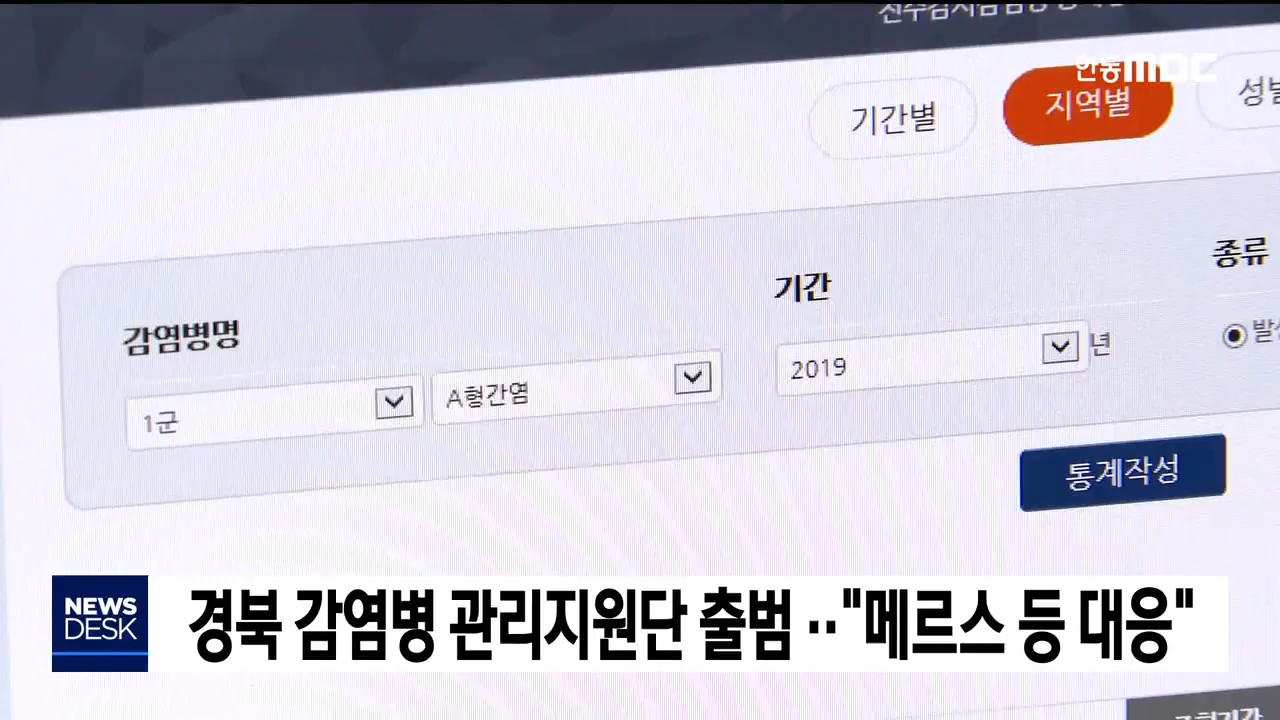 안동MBC
기간별
지역별
종류
기간
감염병명
2019
년
A형간염
1군
통계작성
NEWS
DESK
경북 감염병 관리지원단 출범··"메르스 등 대응"